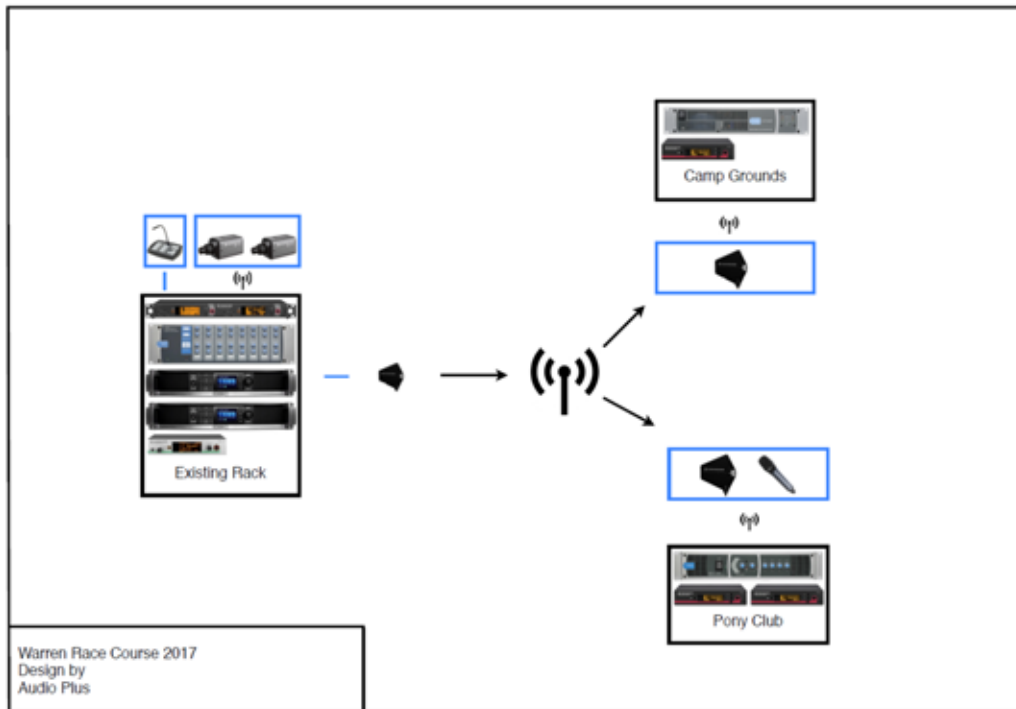 Camp Grounds
Existing Rack
Pony Club
Warren Race Course 2017
Design by
Audio Plus